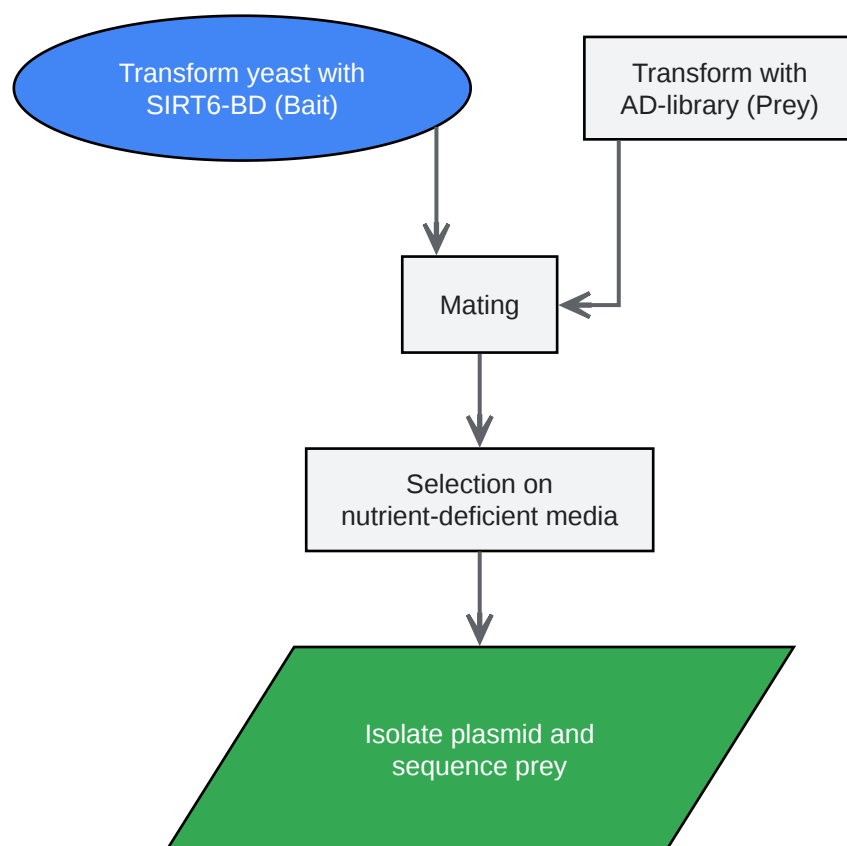 Transform yeast with
SIRT6-BD (Bait)
Transform with
AD-library (Prey)
Mating
Selection on
nutrient-deficient media
Isolate plasmid and
sequence prey